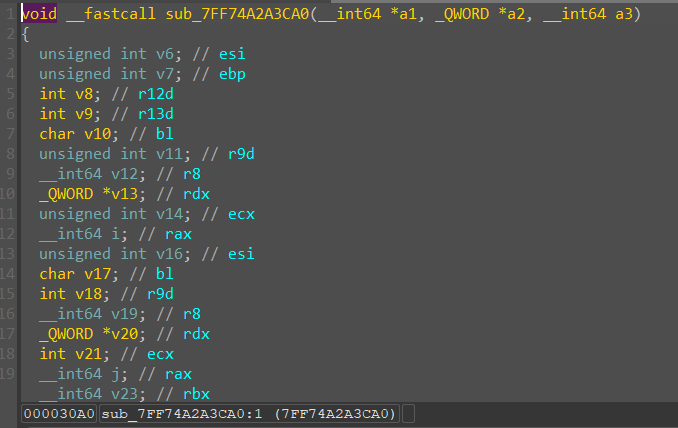 1 void __fastcall sub_7FF74A2A3CA0(__int64 *a1, _QWORD *a2, __int64 a3)
2 {
3 unsigned int v6; // esi
4 unsigned int v7; // ebp
5 int v8; // r12d
6 int v9; // r13d
7 char v10; // bl
8 unsigned int v11; // r9d
9 __int64 v12; // r8
10 _QWORD *v13; // rdx
11 unsigned int v14; // ecx
12 __int64 i; // rax
13 unsigned int v16; // esi
14 char v17; // bl
15 int v18; // r9d
16 __int64 v19; // r8
17 _QWORD *v20; // rdx
18 int v21; // ecx
19 __int64 j; // rax
__int64 v23; // rbx
000030A0 sub_7FF74A2A3CA0:1 (7FF74A2A3CA0)